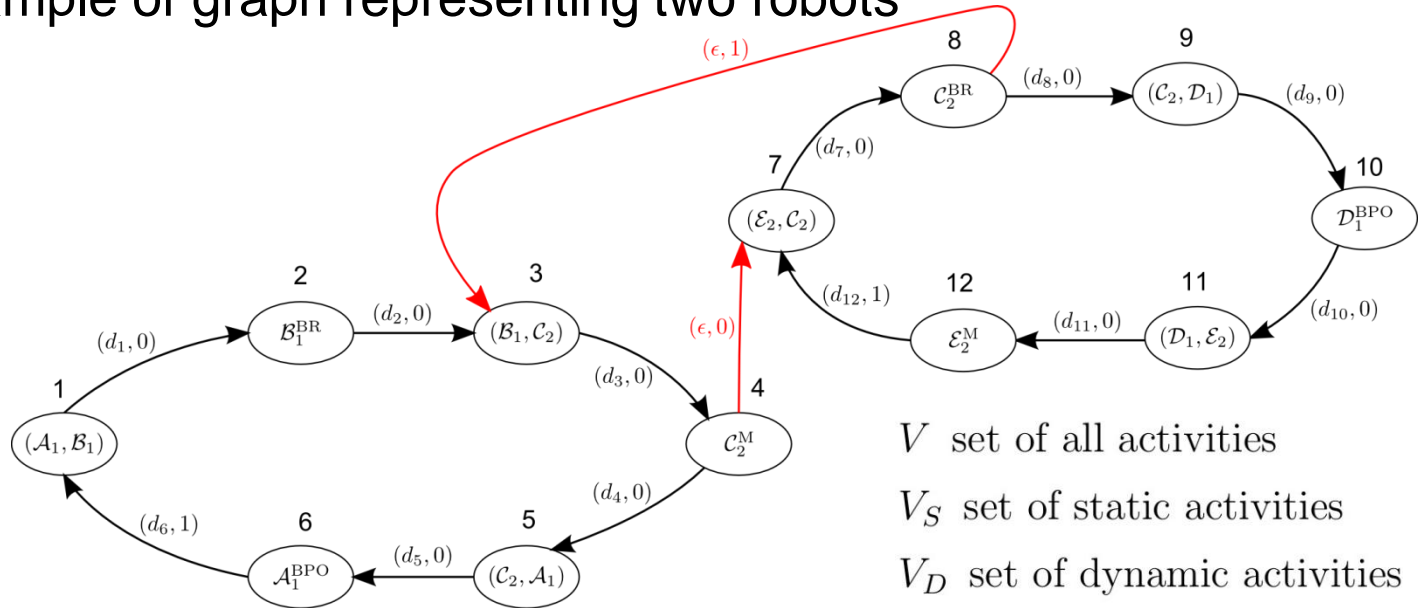 mple of graph representing two robots
(ϵ, 1)
8
9
𝒞₂^BR
(d₈, 0)
(𝒞₂, 𝒟₁)
(d₉, 0)
(d₇, 0)
7
10
(ℰ₂, 𝒞₂)
𝒟₁^BPO
2
3
(d₁₂, 1)
12
11
(d₁₀, 0)
(d₁, 0)
ℬ₁^BR
(d₂, 0)
(ℬ₁, 𝒞₂)
(ϵ, 0)
ℰ₂^M
(d₁₁, 0)
(𝒟₁, ℰ₂)
(d₃, 0)
1
4
(𝒜₁, ℬ₁)
𝒞₂^M
V set of all activities
(d₄, 0)
V_S set of static activities
(d₆, 1)
6
5
𝒜₁^BPO
(d₅, 0)
(𝒞₂, 𝒜₁)
V_D set of dynamic activities